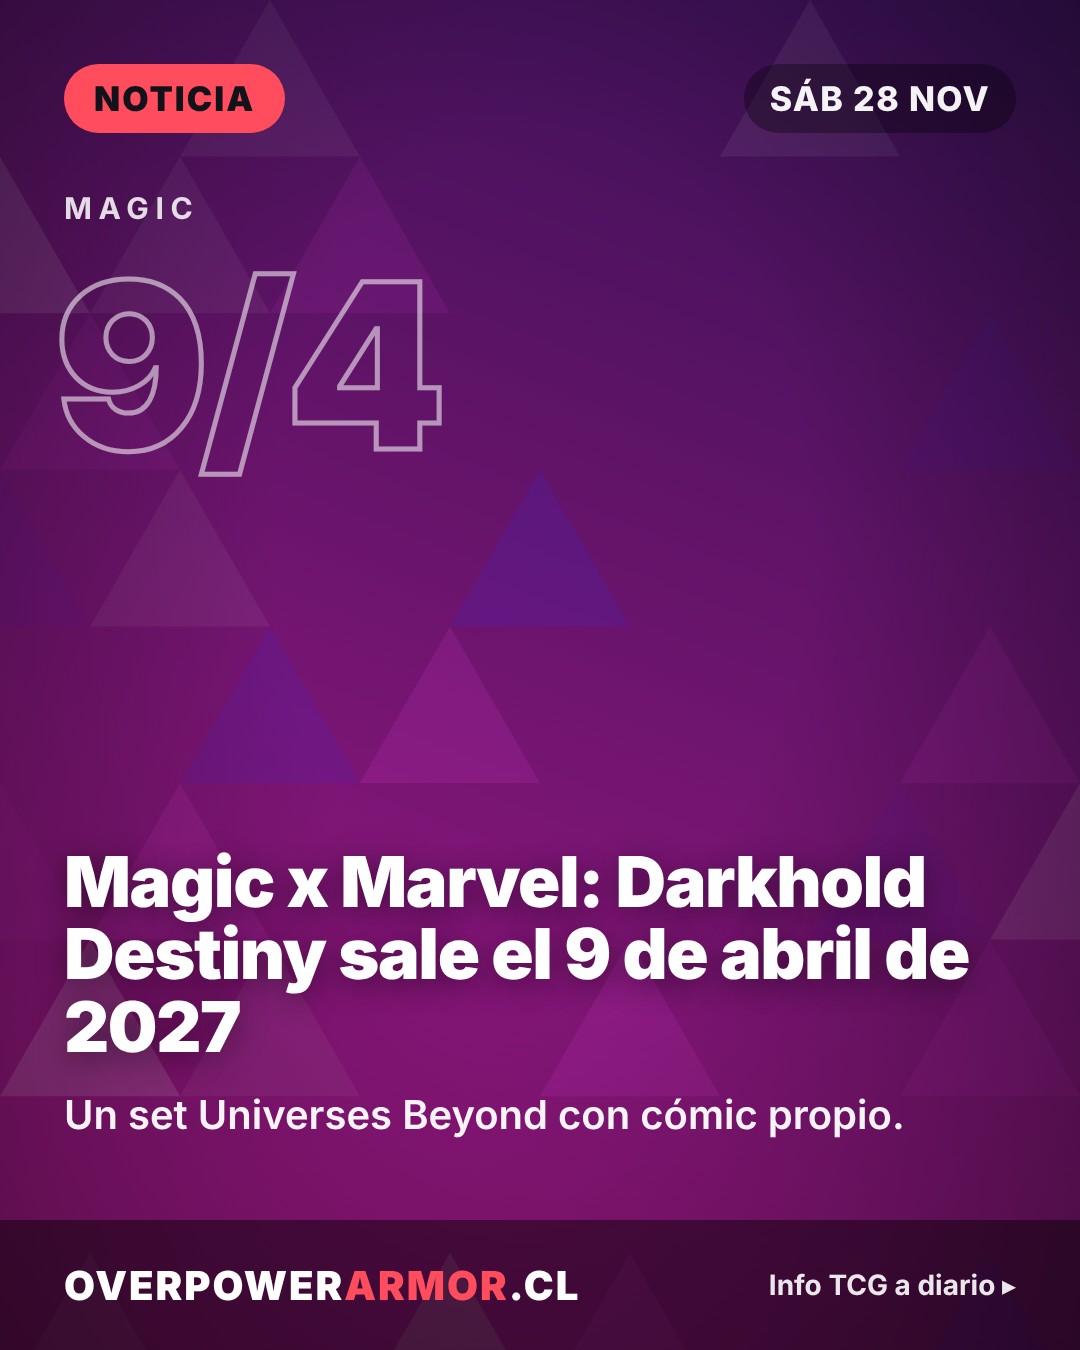 NOTICIA
SÁB 28 NOV
MAGIC
9/4
Magic x Marvel: Darkhold
Destiny sale el 9 de abril de
2027
Un set Universes Beyond con cómic propio.
OVERPOWERARMOR.CL
Info TCG a diario ▸